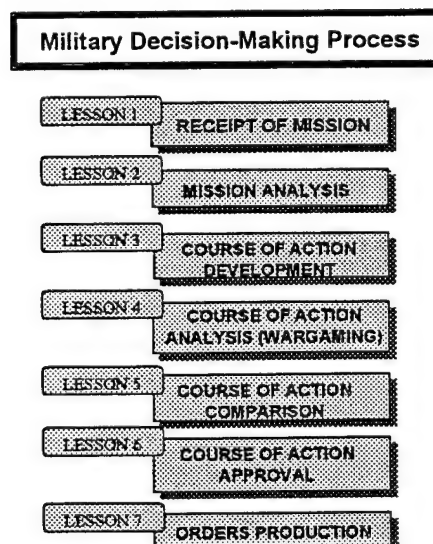 Military Decision-Making Process
LESSON 1
RECEIPT OF MISSION
LESSON 2
MISSION ANALYSIS
LESSON 3
COURSE OF ACTION
DEVELOPMENT
LESSON 4
COURSE OF ACTION
ANALYSIS (WARGAMING)
LESSON 5
COURSE OF ACTION
COMPARISON
LESSON 6
COURSE OF ACTION
APPROVAL
LESSON 7
ORDERS PRODUCTION